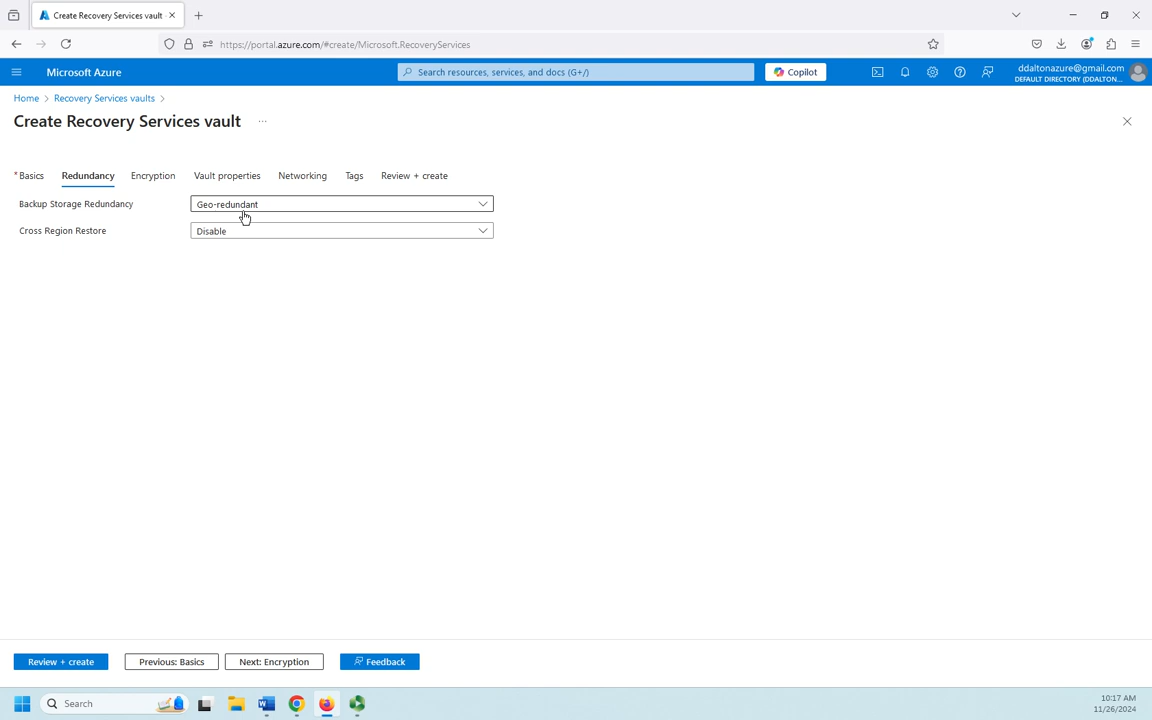 Create Recovery Services vault
https://portal.azure.com/#create/Microsoft.RecoveryServices
Microsoft Azure
Search resources, services, and docs (G+/)
Copilot
ddaltonazure@gmail.com
DEFAULT DIRECTORY (DDALTON...
Home > Recovery Services vaults >
Create Recovery Services vault ...
* Basics Redundancy Encryption Vault properties Networking Tags Review + create
Backup Storage Redundancy Geo-redundant
Cross Region Restore Disable
Review + create Previous: Basics Next: Encryption Feedback
Search
10:17 AM
11/26/2024